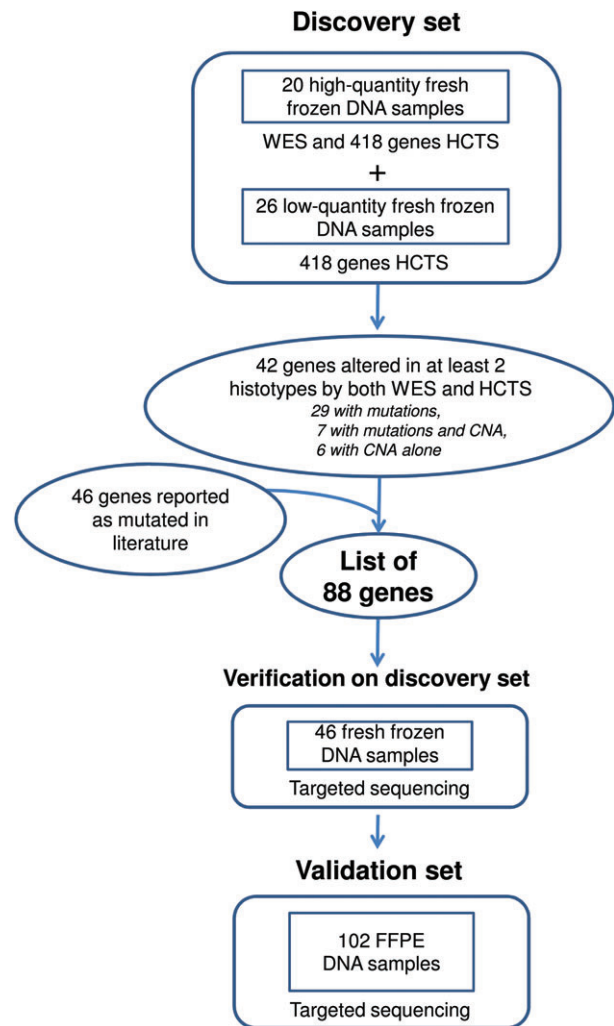 Discovery set
20 high-quantity fresh
frozen DNA samples
WES and 418 genes HCTS
+
26 low-quantity fresh frozen
DNA samples
418 genes HCTS
42 genes altered in at least 2
histotypes by both WES and HCTS
29 with mutations,
7 with mutations and CNA,
6 with CNA alone
46 genes reported
as mutated in
literature
List of
88 genes
Verification on discovery set
46 fresh frozen
DNA samples
Targeted sequencing
Validation set
102 FFPE
DNA samples
Targeted sequencing